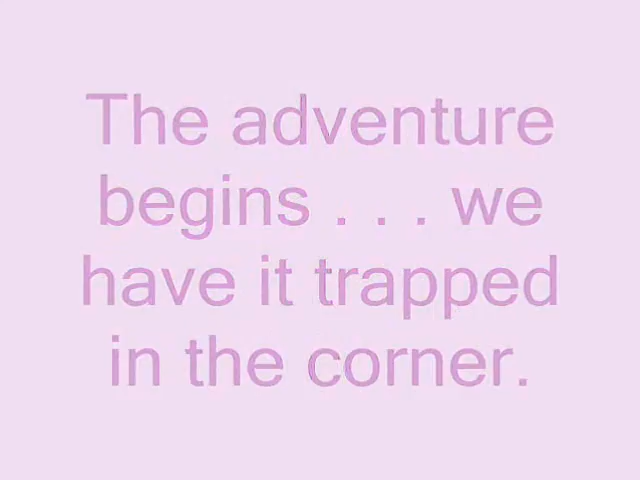 The adventure
begins . . . we
have it trapped
in the corner.